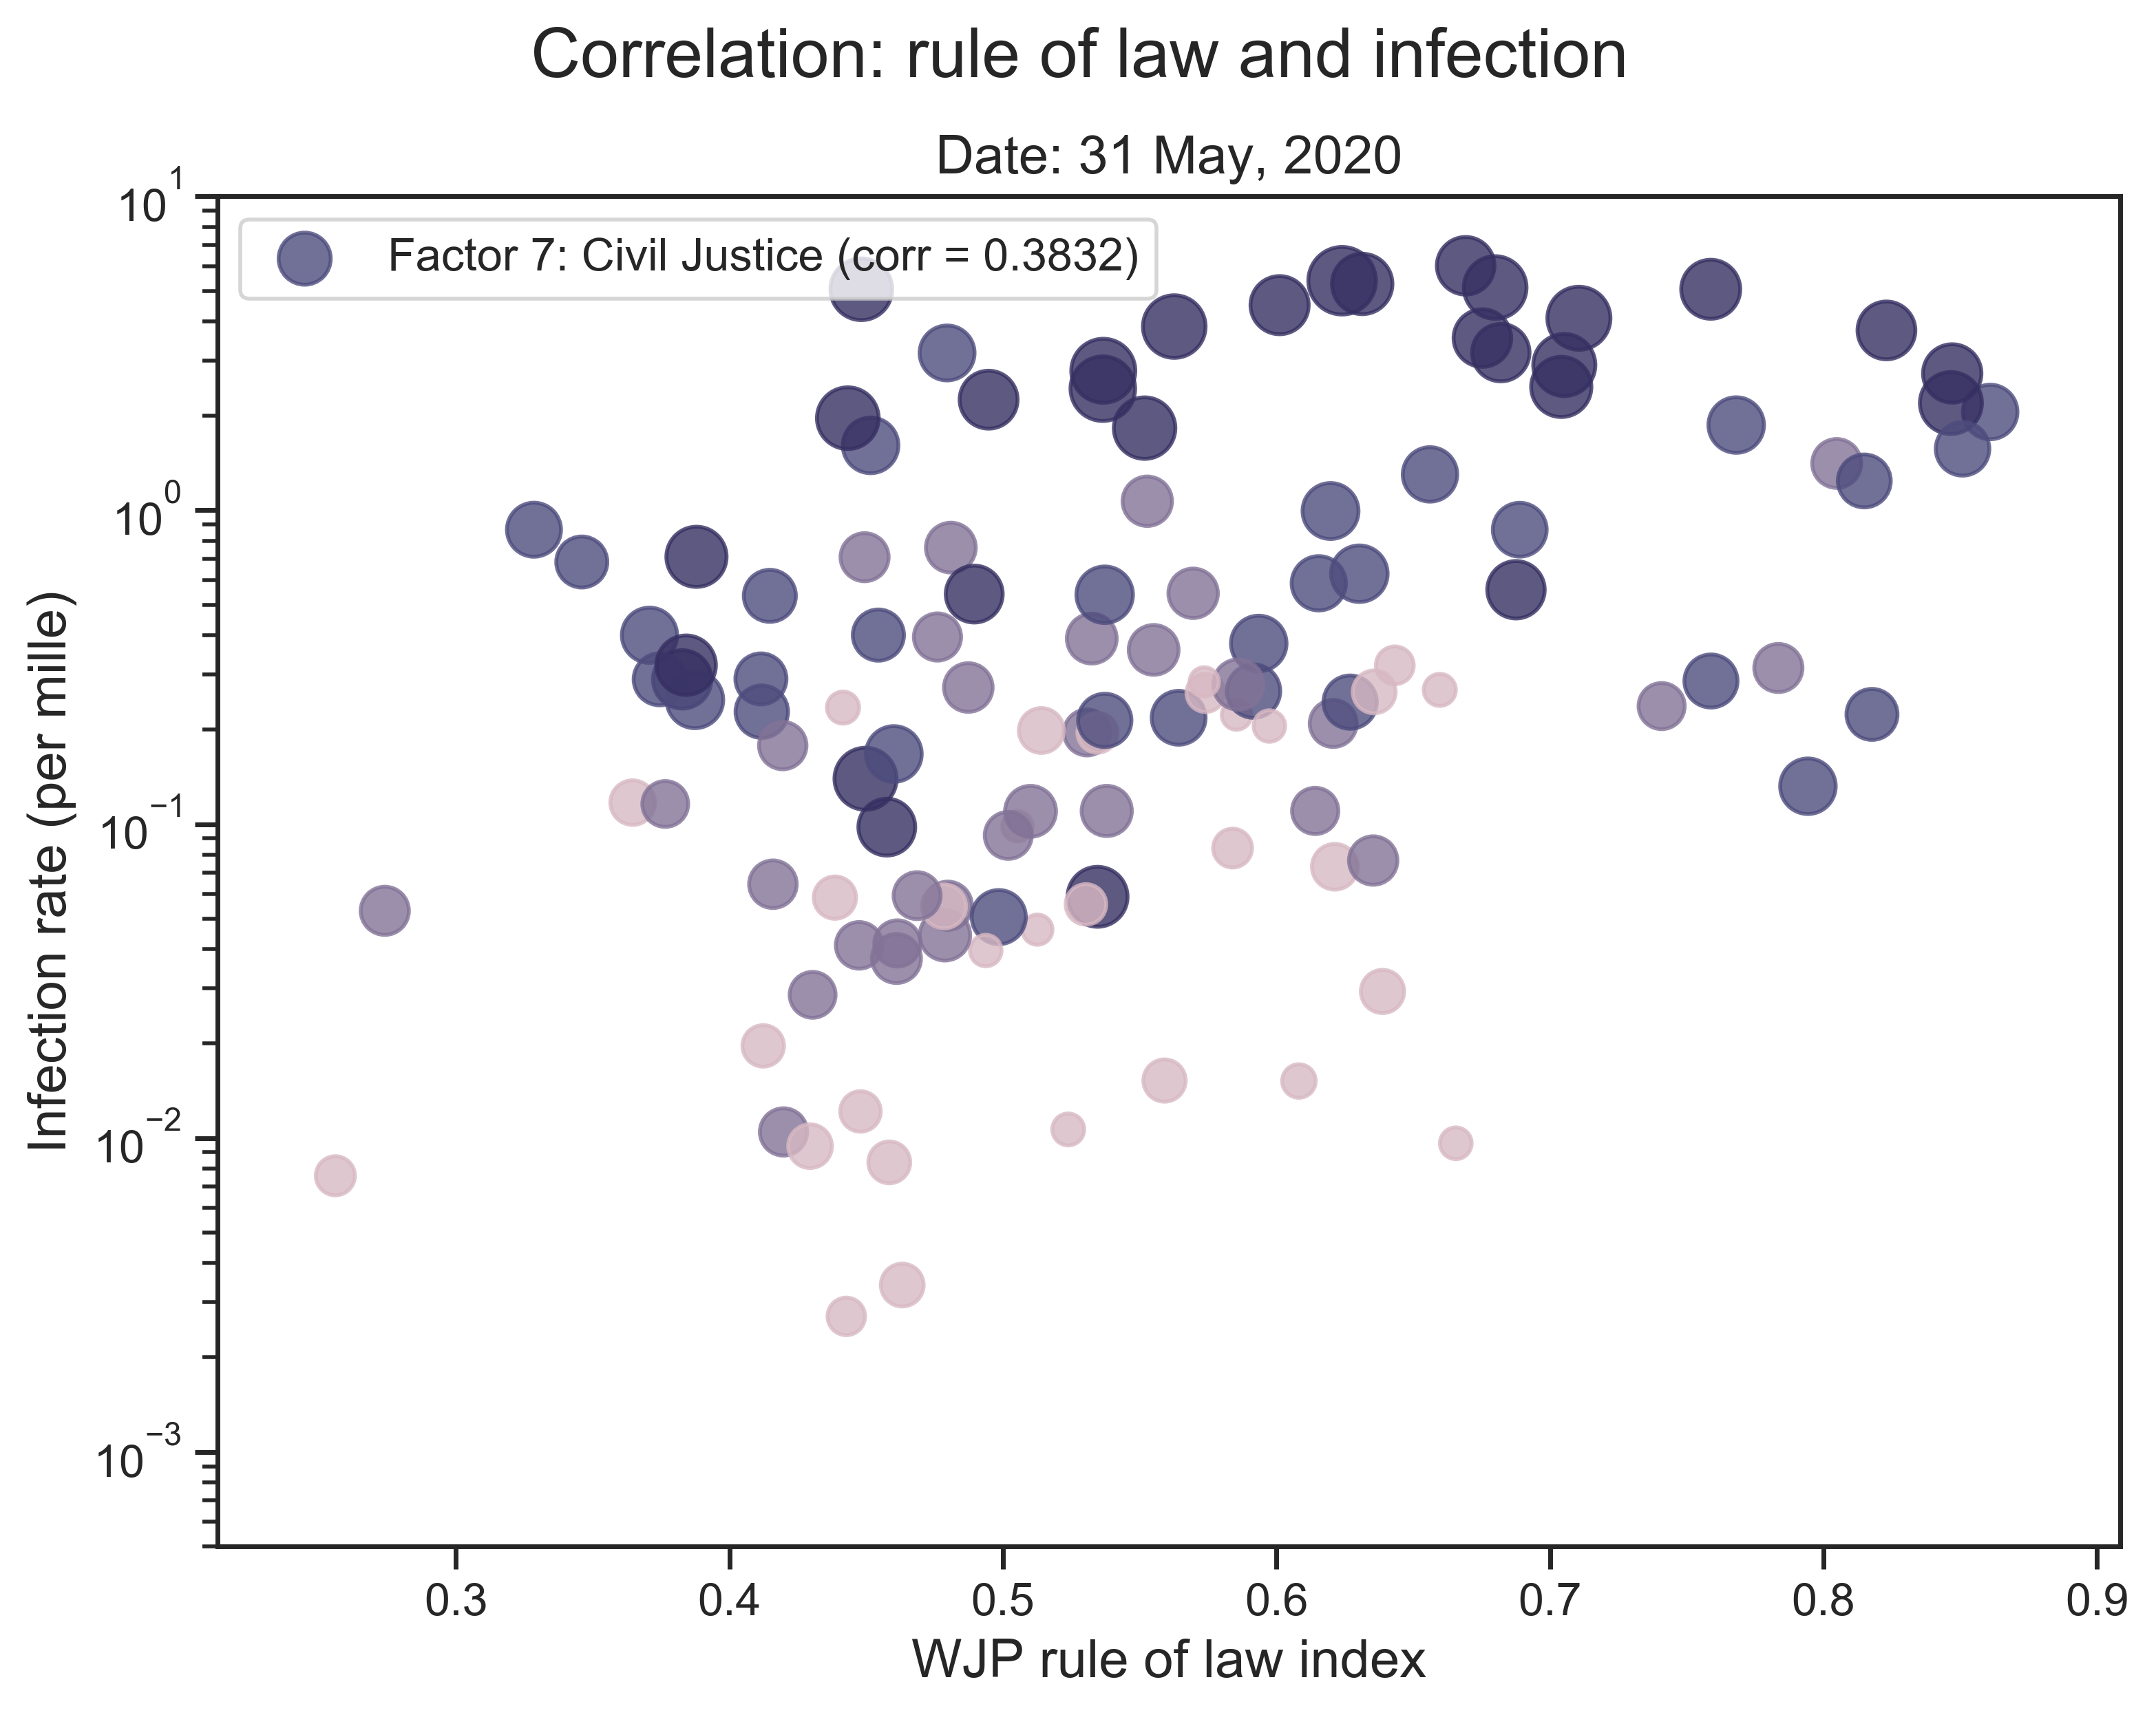 Correlation: rule of law and infection
Date: 31 May, 2020
Factor 7: Civil Justice (corr = 0.3832)
10^1
10^0
10^−1
10^−2
10^−3
Infection rate (per mille)
0.3 0.4 0.5 0.6 0.7 0.8 0.9
WJP rule of law index